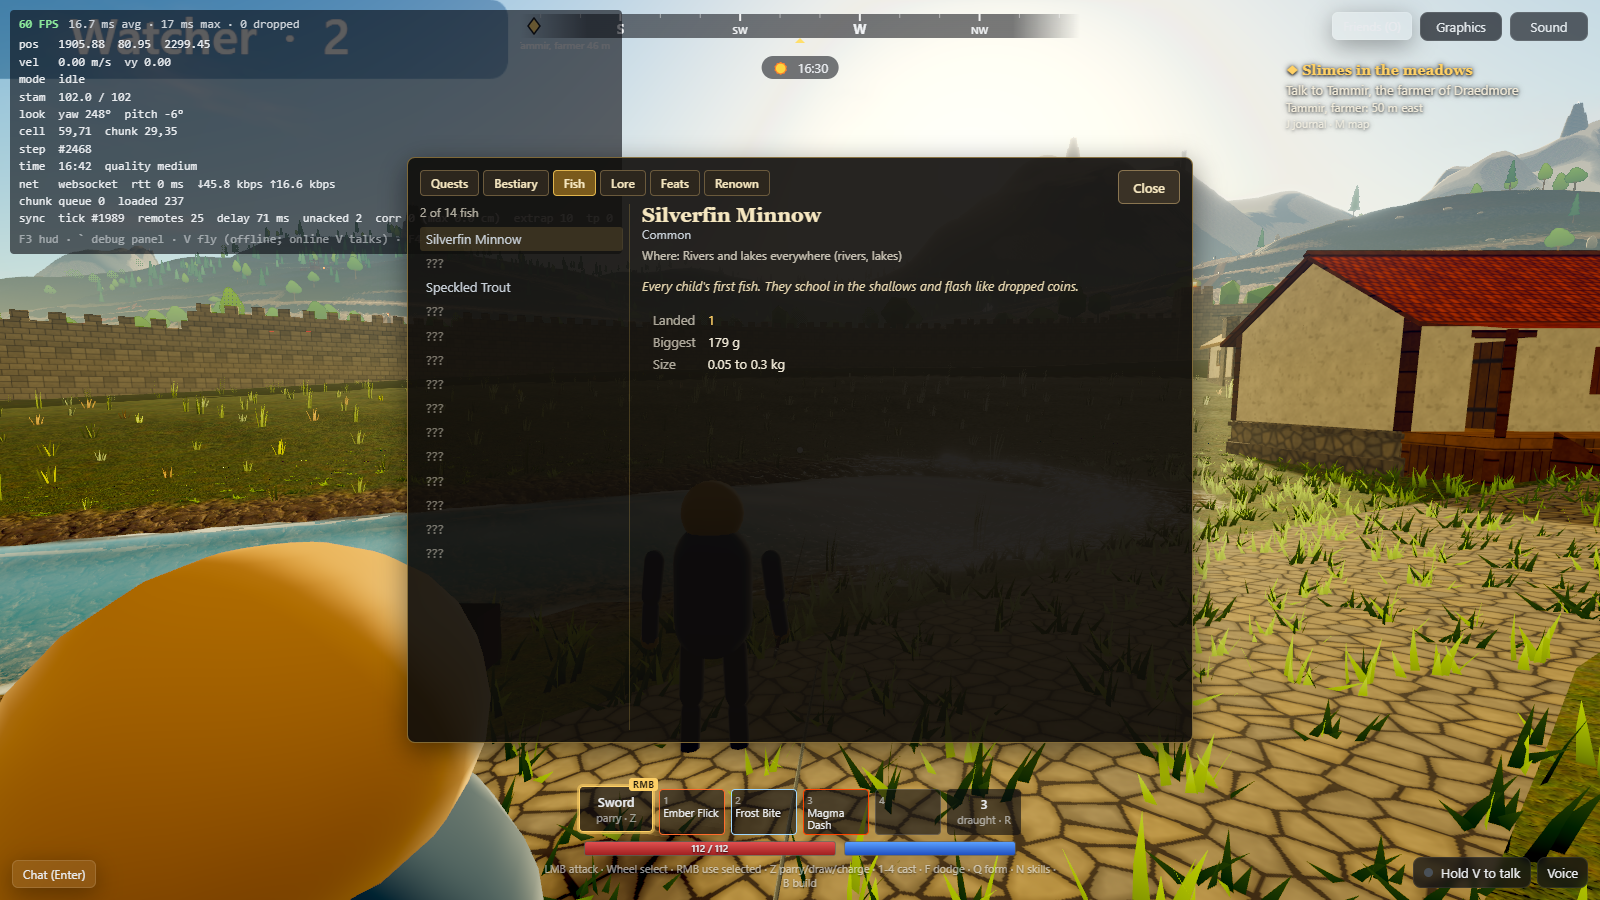 60 FPS 16.7 ms avg · 17 ms max · 0 dropped
Watcher · 2
pos 1905.88 80.95 2299.45
vel 0.00 m/s vy 0.00
mode idle
stam 102.0 / 102
look yaw 248° pitch -6°
cell 59,71 chunk 29,35
step #2468
time 16:42 quality medium
net websocket rtt 0 ms ↓45.8 kbps ↑16.6 kbps
chunk queue 0 loaded 237
sync tick #1989 remotes 25 delay 71 ms unacked 2 corr
F3 hud · ` debug panel · V fly (offline; online V talks) ·
S
SW
W
NW
Tammir, farmer 46 m
16:30
Graphics
Sound
Slimes in the meadows
Talk to Tammir, the farmer of Draedmore
Tammir, farmer: 50 m east
J journal · M map
Quests
Bestiary
Fish
Lore
Feats
Renown
Close
2 of 14 fish
Silverfin Minnow
???
Speckled Trout
???
???
???
???
???
???
???
???
???
???
???
Silverfin Minnow
Common
Where: Rivers and lakes everywhere (rivers, lakes)
Every child's first fish. They school in the shallows and flash like dropped coins.
Landed 1
Biggest 179 g
Size 0.05 to 0.3 kg
RMB
Sword
parry · Z
1
Ember Flick
2
Frost Bite
3
Magma Dash
4
3
draught · R
112 / 112
LMB attack · Wheel select · RMB use selected · Z parry/draw/charge · 1-4 cast · F dodge · Q form · N skills ·
B build
Chat (Enter)
Hold V to talk
Voice